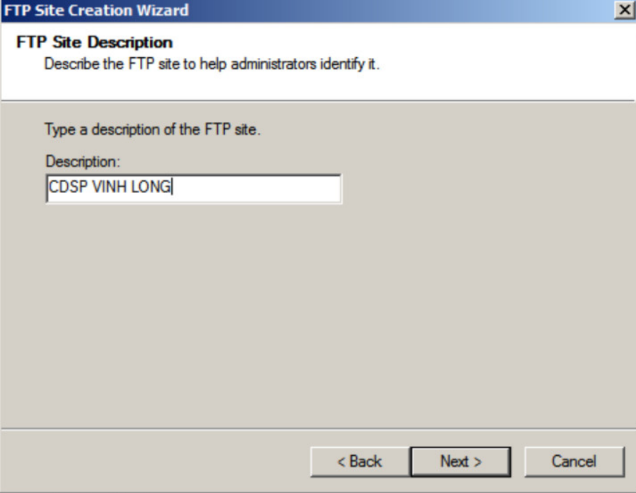 FTP Site Creation Wizard
FTP Site Description
Describe the FTP site to help administrators identify it.
Type a description of the FTP site.
Description:
CDSP VINH LONG
< Back Next > Cancel